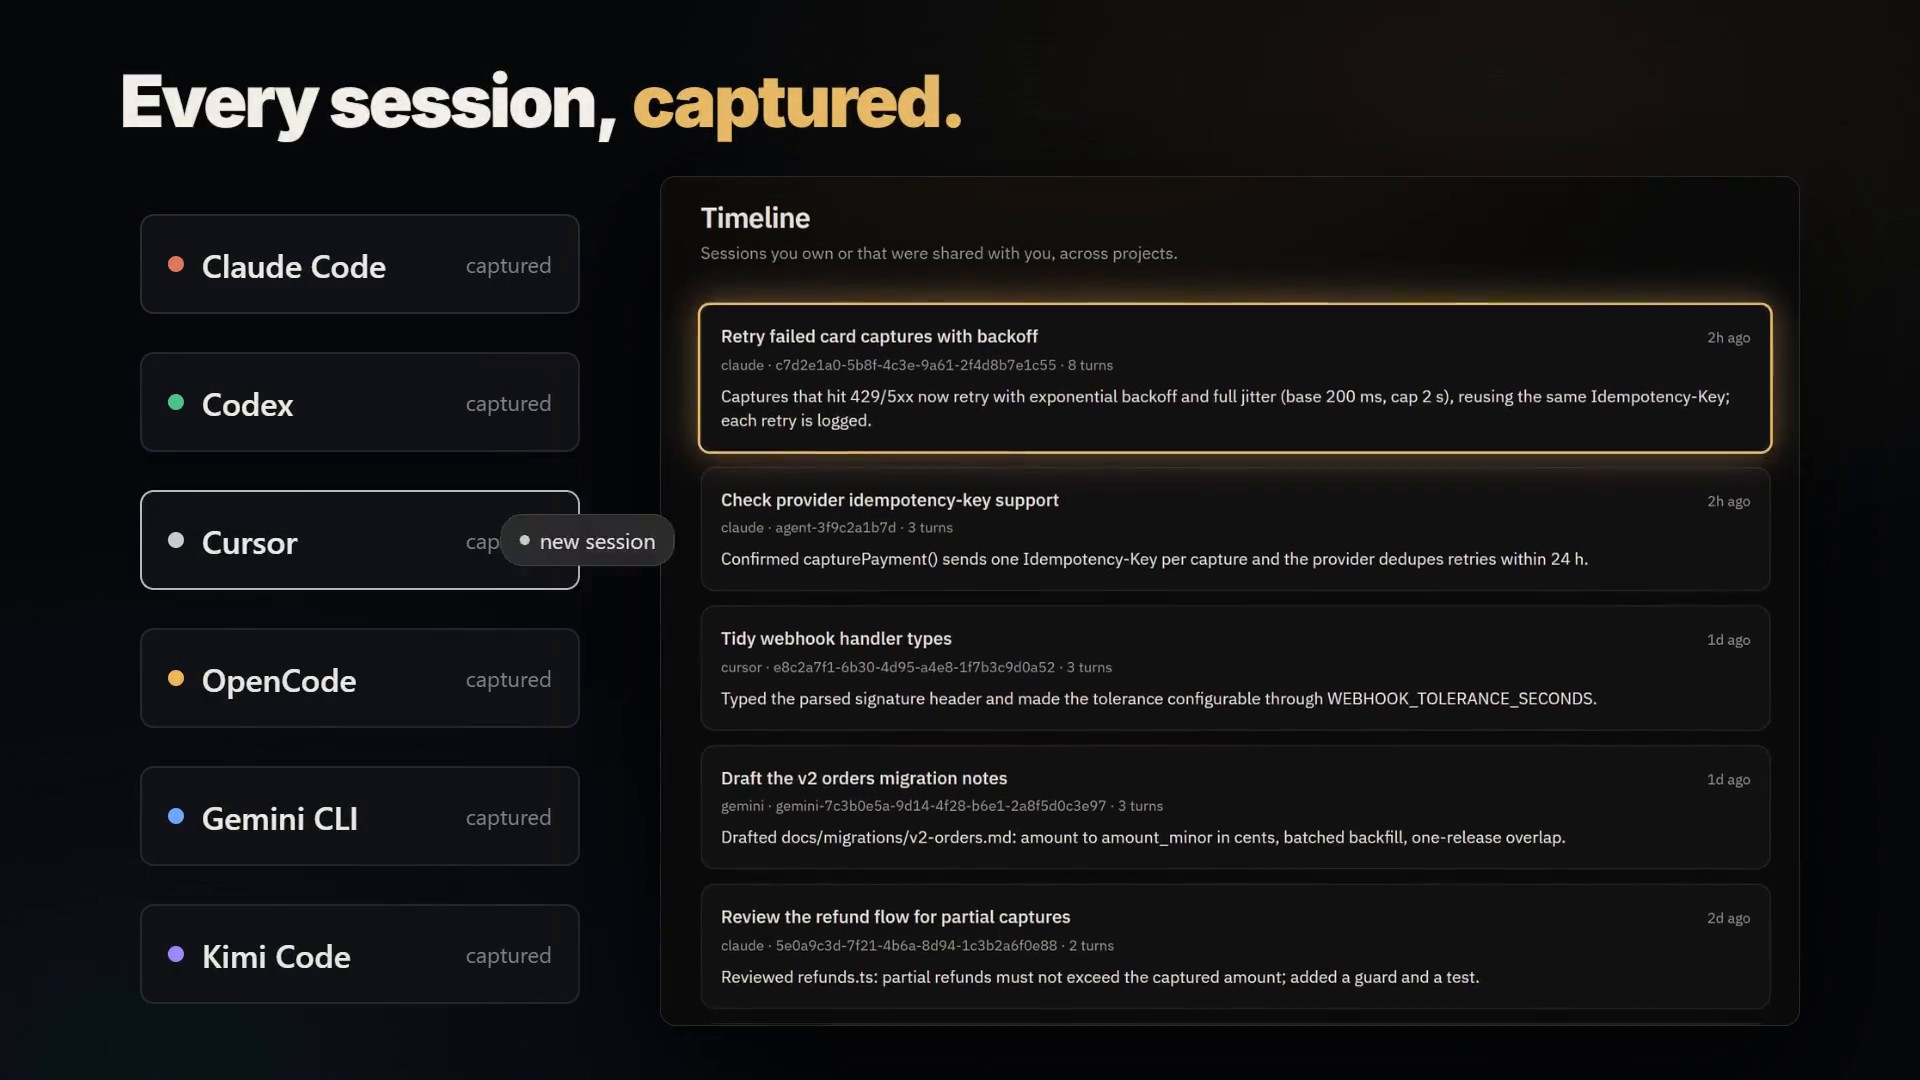 Every session, captured.
Claude Code captured
Codex captured
Cursor cap
new session
OpenCode captured
Gemini CLI captured
Kimi Code captured
Timeline
Sessions you own or that were shared with you, across projects.
Retry failed card captures with backoff 2h ago
claude · c7d2e1a0-5b8f-4c3e-9a61-2f4d8b7e1c55 · 8 turns
Captures that hit 429/5xx now retry with exponential backoff and full jitter (base 200 ms, cap 2 s), reusing the same Idempotency-Key;
each retry is logged.
Check provider idempotency-key support 2h ago
claude · agent-3f9c2a1b7d · 3 turns
Confirmed capturePayment() sends one Idempotency-Key per capture and the provider dedupes retries within 24 h.
Tidy webhook handler types 1d ago
cursor · e8c2a7f1-6b30-4d95-a4e8-1f7b3c9d0a52 · 3 turns
Typed the parsed signature header and made the tolerance configurable through WEBHOOK_TOLERANCE_SECONDS.
Draft the v2 orders migration notes 1d ago
gemini · gemini-7c3b0e5a-9d14-4f28-b6e1-2a8f5d0c3e97 · 3 turns
Drafted docs/migrations/v2-orders.md: amount to amount_minor in cents, batched backfill, one-release overlap.
Review the refund flow for partial captures 2d ago
claude · 5e0a9c3d-7f21-4b6a-8d94-1c3b2a6f0e88 · 2 turns
Reviewed refunds.ts: partial refunds must not exceed the captured amount; added a guard and a test.